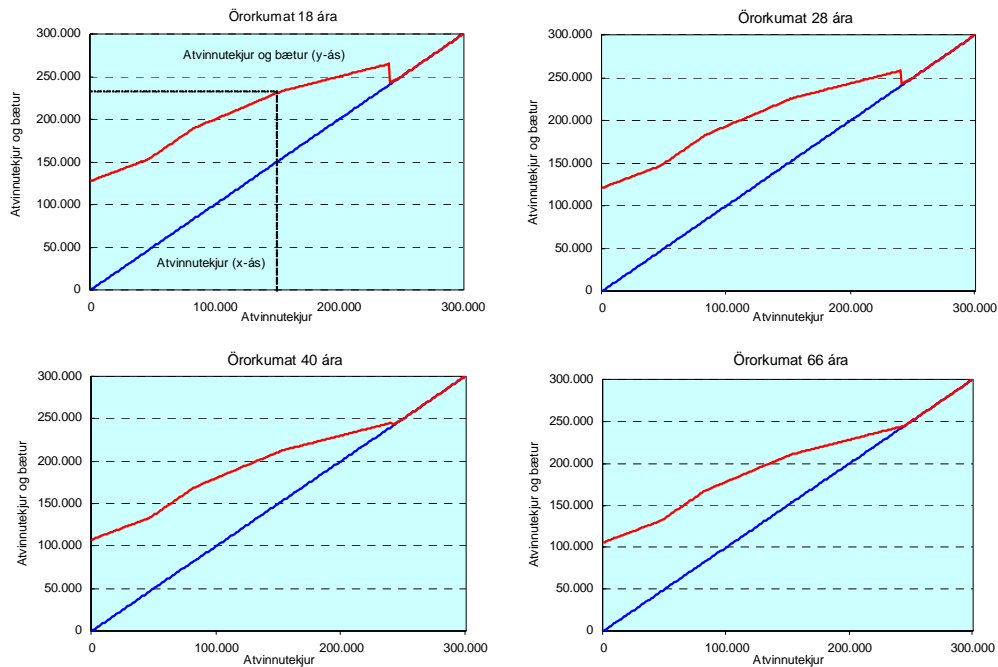 Örorkumat 18 ára
Atvinnutekjur og bætur
300.000
250.000
200.000
150.000
100.000
50.000
0
Atvinnutekjur og bætur (y-ás)
Atvinnutekjur (x-ás)
0 100.000 200.000 300.000
Atvinnutekjur
Örorkumat 28 ára
Atvinnutekjur og bætur
300.000
250.000
200.000
150.000
100.000
50.000
0
0 100.000 200.000 300.000
Atvinnutekjur
Örorkumat 40 ára
Atvinnutekjur og bætur
300.000
250.000
200.000
150.000
100.000
50.000
0
0 100.000 200.000 300.000
Atvinnutekjur
Örorkumat 66 ára
Atvinnutekjur og bætur
300.000
250.000
200.000
150.000
100.000
50.000
0
0 100.000 200.000 300.000
Atvinnutekjur